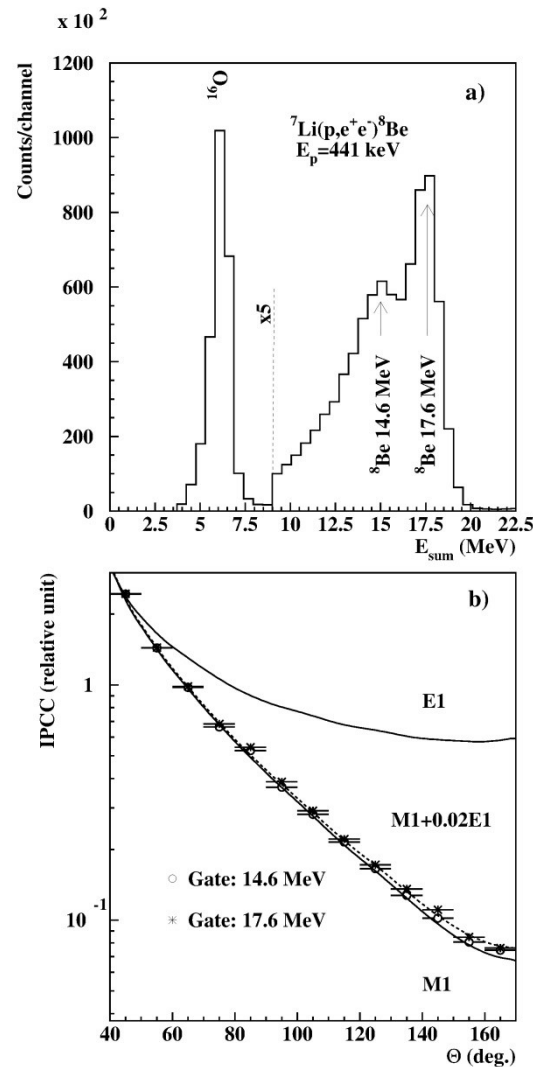 x 10²
Counts/channel
1200
1000
800
600
400
200
0
¹⁶O
a)
⁷Li(p,e⁺e⁻)⁸Be
Eₚ=441 keV
x5
⁸Be 14.6 MeV
⁸Be 17.6 MeV
0 2.5 5 7.5 10 12.5 15 17.5 20 22.5
E_sum (MeV)
IPCC (relative unit)
b)
1
10⁻¹
E1
M1+0.02E1
Gate: 14.6 MeV
Gate: 17.6 MeV
M1
40 60 80 100 120 140 160
Θ (deg.)